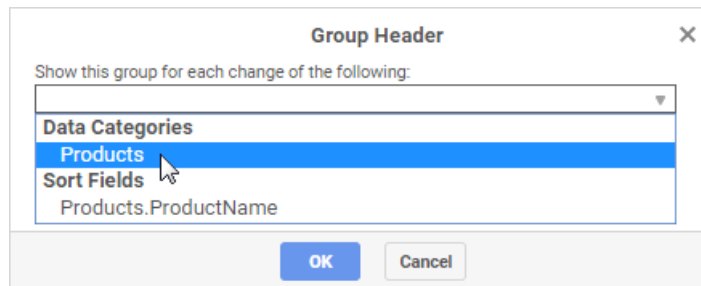 Group Header
Show this group for each change of the following:
Data Categories
Products
Sort Fields
Products.ProductName
OK Cancel